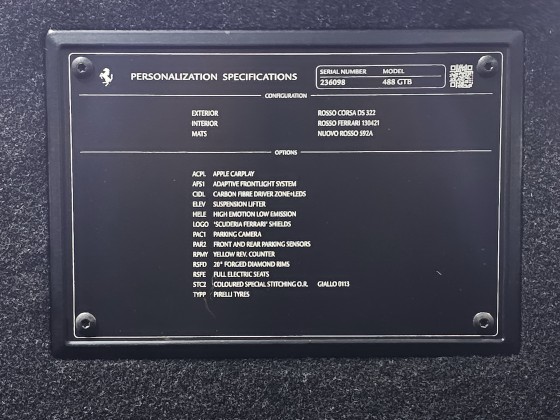 PERSONALIZATION SPECIFICATIONS
SERIAL NUMBER MODEL
236098 488 GTB
CONFIGURATION
EXTERIOR ROSSO CORSA DS 322
INTERIOR ROSSO FERRARI 130421
MATS NUOVO ROSSO 592A
OPTIONS
ACPL APPLE CARPLAY
AFS1 ADAPTIVE FRONTLIGHT SYSTEM
CIDL CARBON FIBRE DRIVER ZONE+LEDS
ELEV SUSPENSION LIFTER
HELE HIGH EMOTION LOW EMISSION
LOGO "SCUDERIA FERRARI" SHIELDS
PAC1 PARKING CAMERA
PAR2 FRONT AND REAR PARKING SENSORS
RPMY YELLOW REV. COUNTER
RSFD 20" FORGED DIAMOND RIMS
RSFE FULL ELECTRIC SEATS
STC2 COLOURED SPECIAL STITCHING O.R. GIALLO 0113
TYPP PIRELLI TYRES